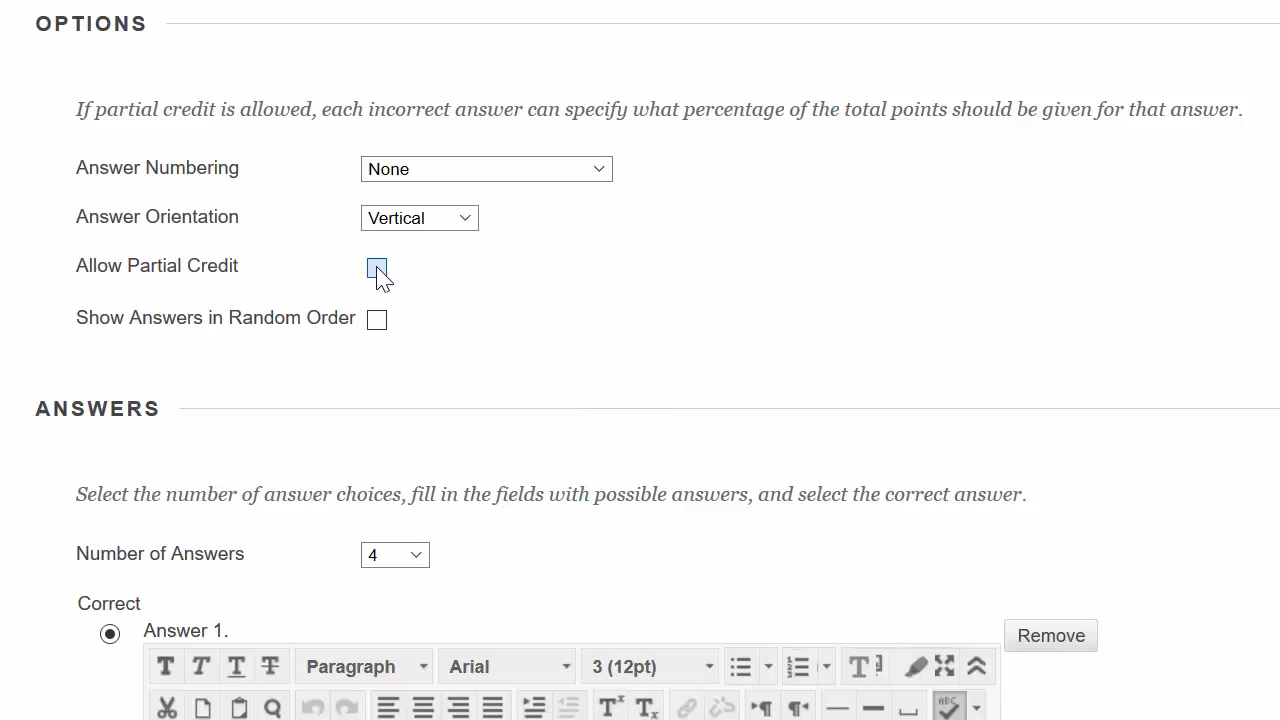 OPTIONS
If partial credit is allowed, each incorrect answer can specify what percentage of the total points should be given for that answer.
Answer Numbering None
Answer Orientation Vertical
Allow Partial Credit
Show Answers in Random Order
ANSWERS
Select the number of answer choices, fill in the fields with possible answers, and select the correct answer.
Number of Answers 4
Correct
Answer 1.
Remove
T T T T Paragraph Arial 3 (12pt)
ABC